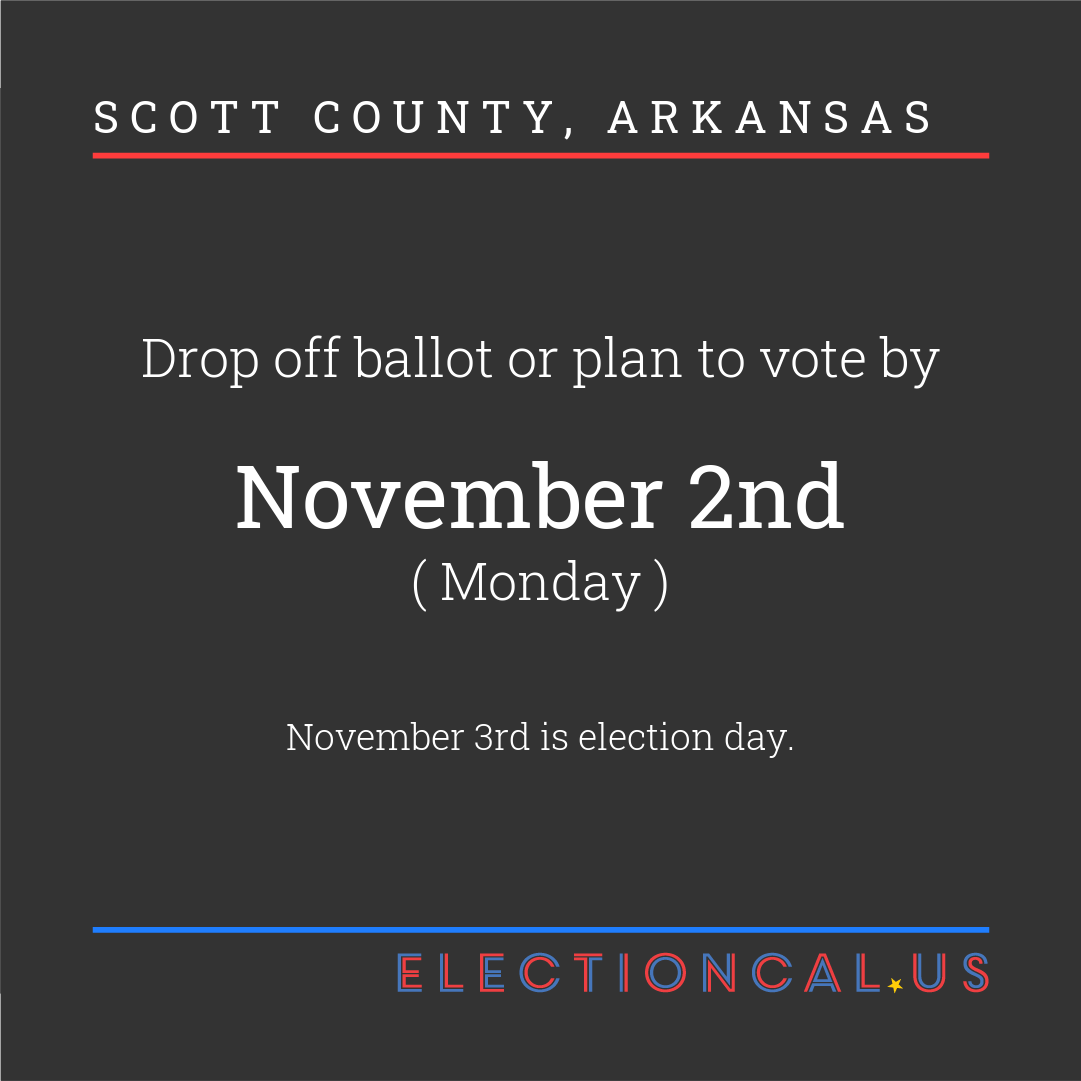 SCOTT COUNTY, ARKANSAS
Drop off ballot or plan to vote by
November 2nd
( Monday )
November 3rd is election day.
ELECTIONCAL.US